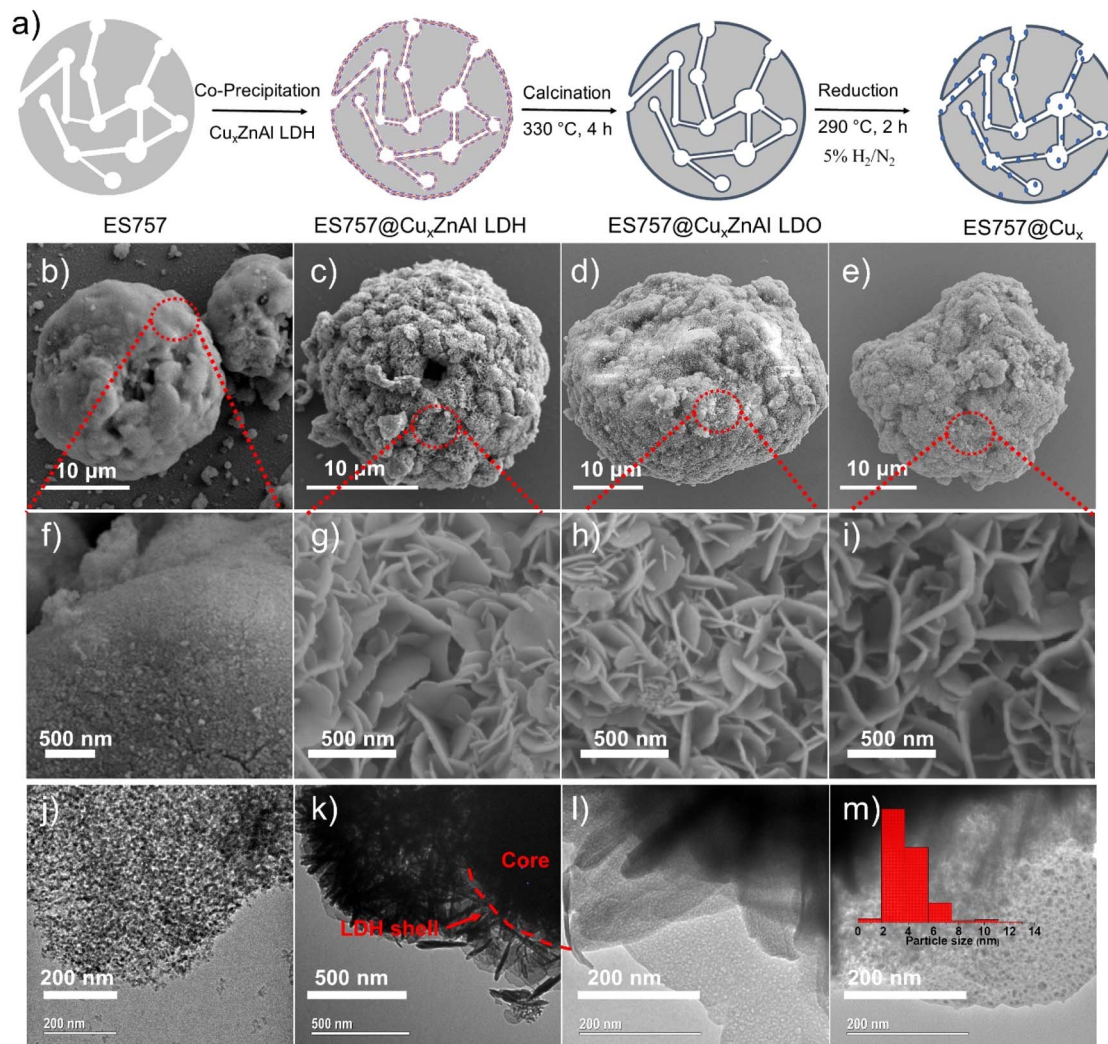 a)
Co-Precipitation
CuₓZnAl LDH
Calcination
330 °C, 4 h
Reduction
290 °C, 2 h
5% H₂/N₂
ES757
ES757@CuₓZnAl LDH
ES757@CuₓZnAl LDO
ES757@Cuₓ
b)
10 µm
c)
10 µm
d)
10 µm
e)
10 µm
f)
500 nm
g)
500 nm
h)
500 nm
i)
500 nm
j)
200 nm
200 nm
k)
Core
LDH shell
500 nm
500 nm
l)
200 nm
200 nm
m)
0 2 4 6 8 10 12 14
Particle size (nm)
200 nm
200 nm